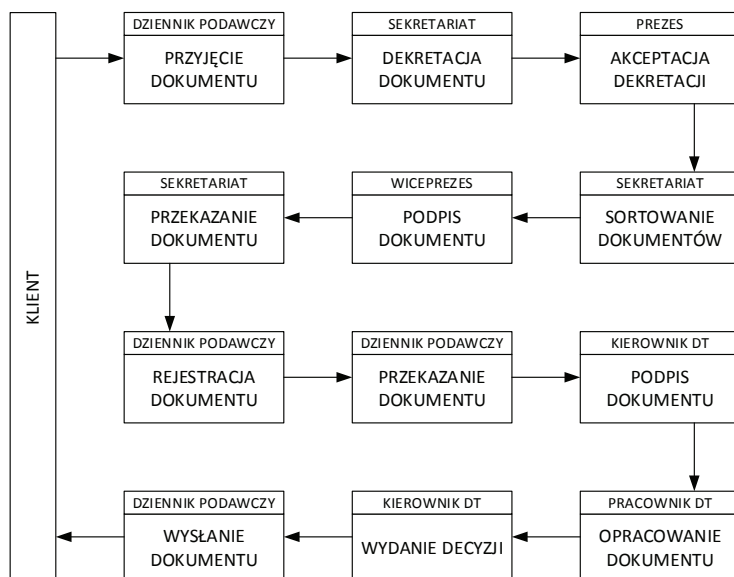 KLIENT
DZIENNIK PODAWCZY
PRZYJĘCIE
DOKUMENTU
SEKRETARIAT
DEKRETACJA
DOKUMENTU
PREZES
AKCEPTACJA
DEKRETACJI
SEKRETARIAT
PRZEKAZANIE
DOKUMENTU
WICEPREZES
PODPIS
DOKUMENTU
SEKRETARIAT
SORTOWANIE
DOKUMENTÓW
DZIENNIK PODAWCZY
REJESTRACJA
DOKUMENTU
DZIENNIK PODAWCZY
PRZEKAZANIE
DOKUMENTU
KIEROWNIK DT
PODPIS
DOKUMENTU
DZIENNIK PODAWCZY
WYSŁANIE
DOKUMENTU
KIEROWNIK DT
WYDANIE DECYZJI
PRACOWNIK DT
OPRACOWANIE
DOKUMENTU